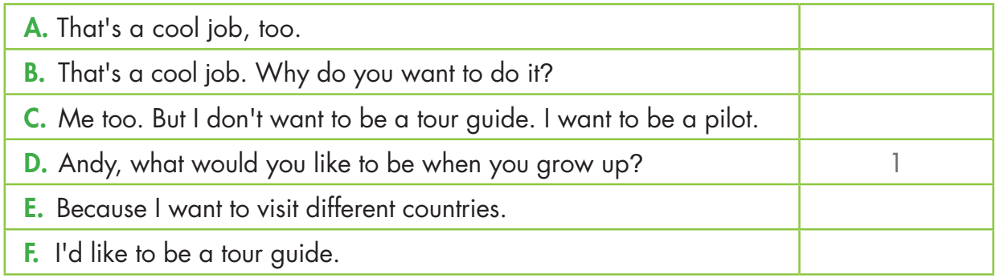 A. That's a cool job, too.
B. That's a cool job. Why do you want to do it?
C. Me too. But I don't want to be a tour guide. I want to be a pilot.
D. Andy, what would you like to be when you grow up? 1
E. Because I want to visit different countries.
F. I'd like to be a tour guide.